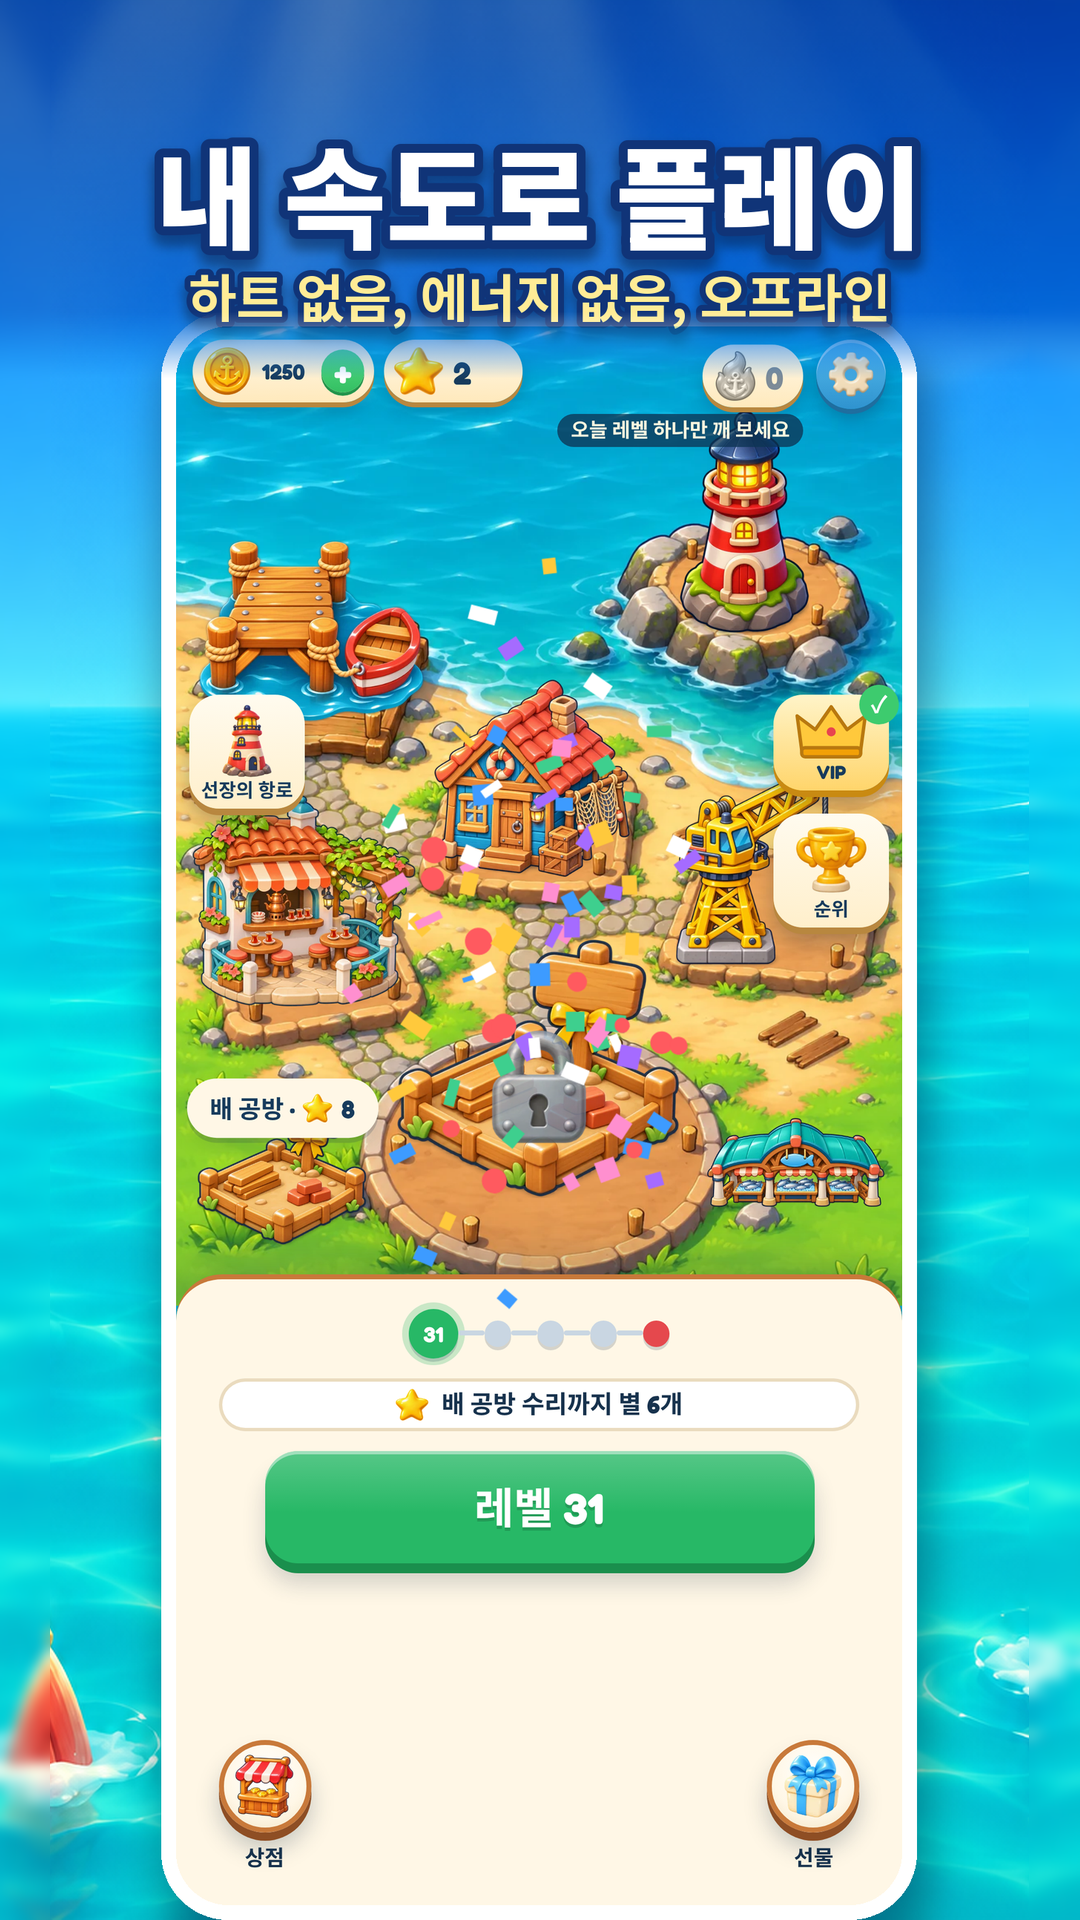 내 속도로 플레이
하트 없음, 에너지 없음, 오프라인
1250
2
0
오늘 레벨 하나만 깨 보세요
선장의 항로
VIP
순위
배 공방 · 8
31
배 공방 수리까지 별 6개
레벨 31
상점
선물